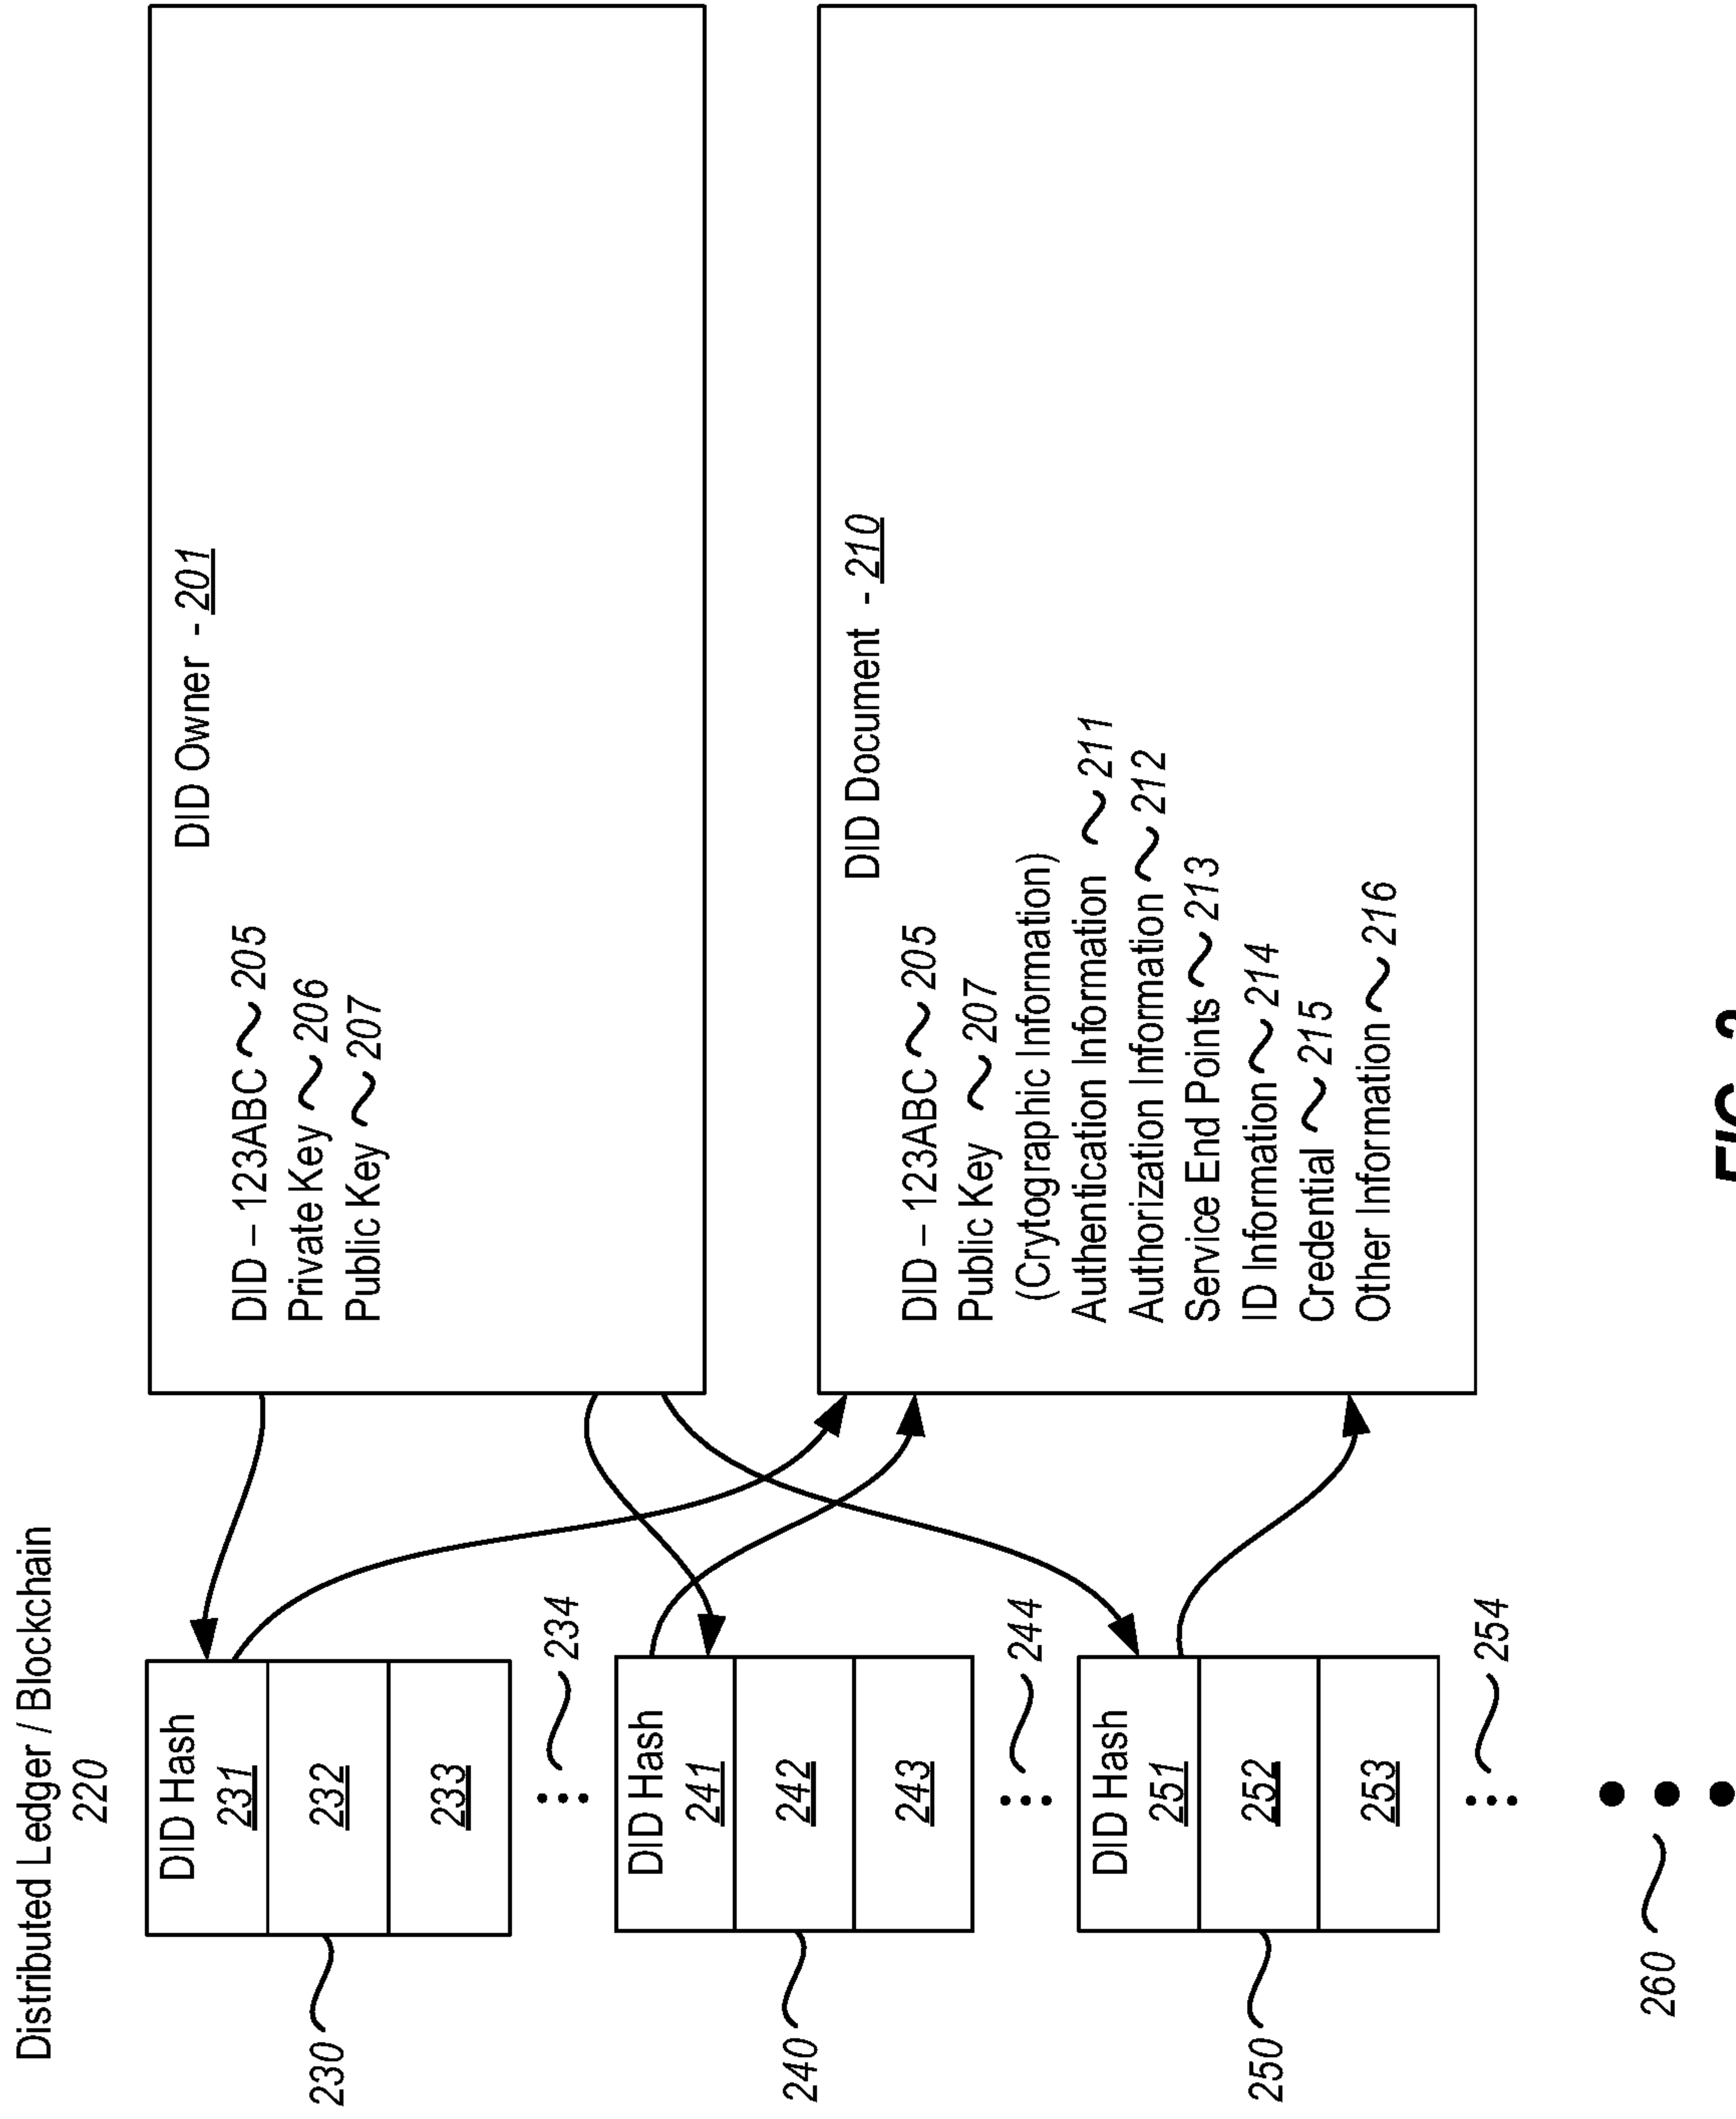 Distributed Ledger / Blockchain
220
DID Hash
231
232
233
234
230
DID Hash
241
242
243
244
240
DID Hash
251
252
253
254
250
260
DID Owner - 201
DID – 123ABC 205
Private Key 206
Public Key 207
DID Document - 210
DID – 123ABC 205
Public Key 207
(Crytographic Information)
Authentication Information 211
Authorization Information 212
Service End Points 213
ID Information 214
Credential 215
Other Information 216